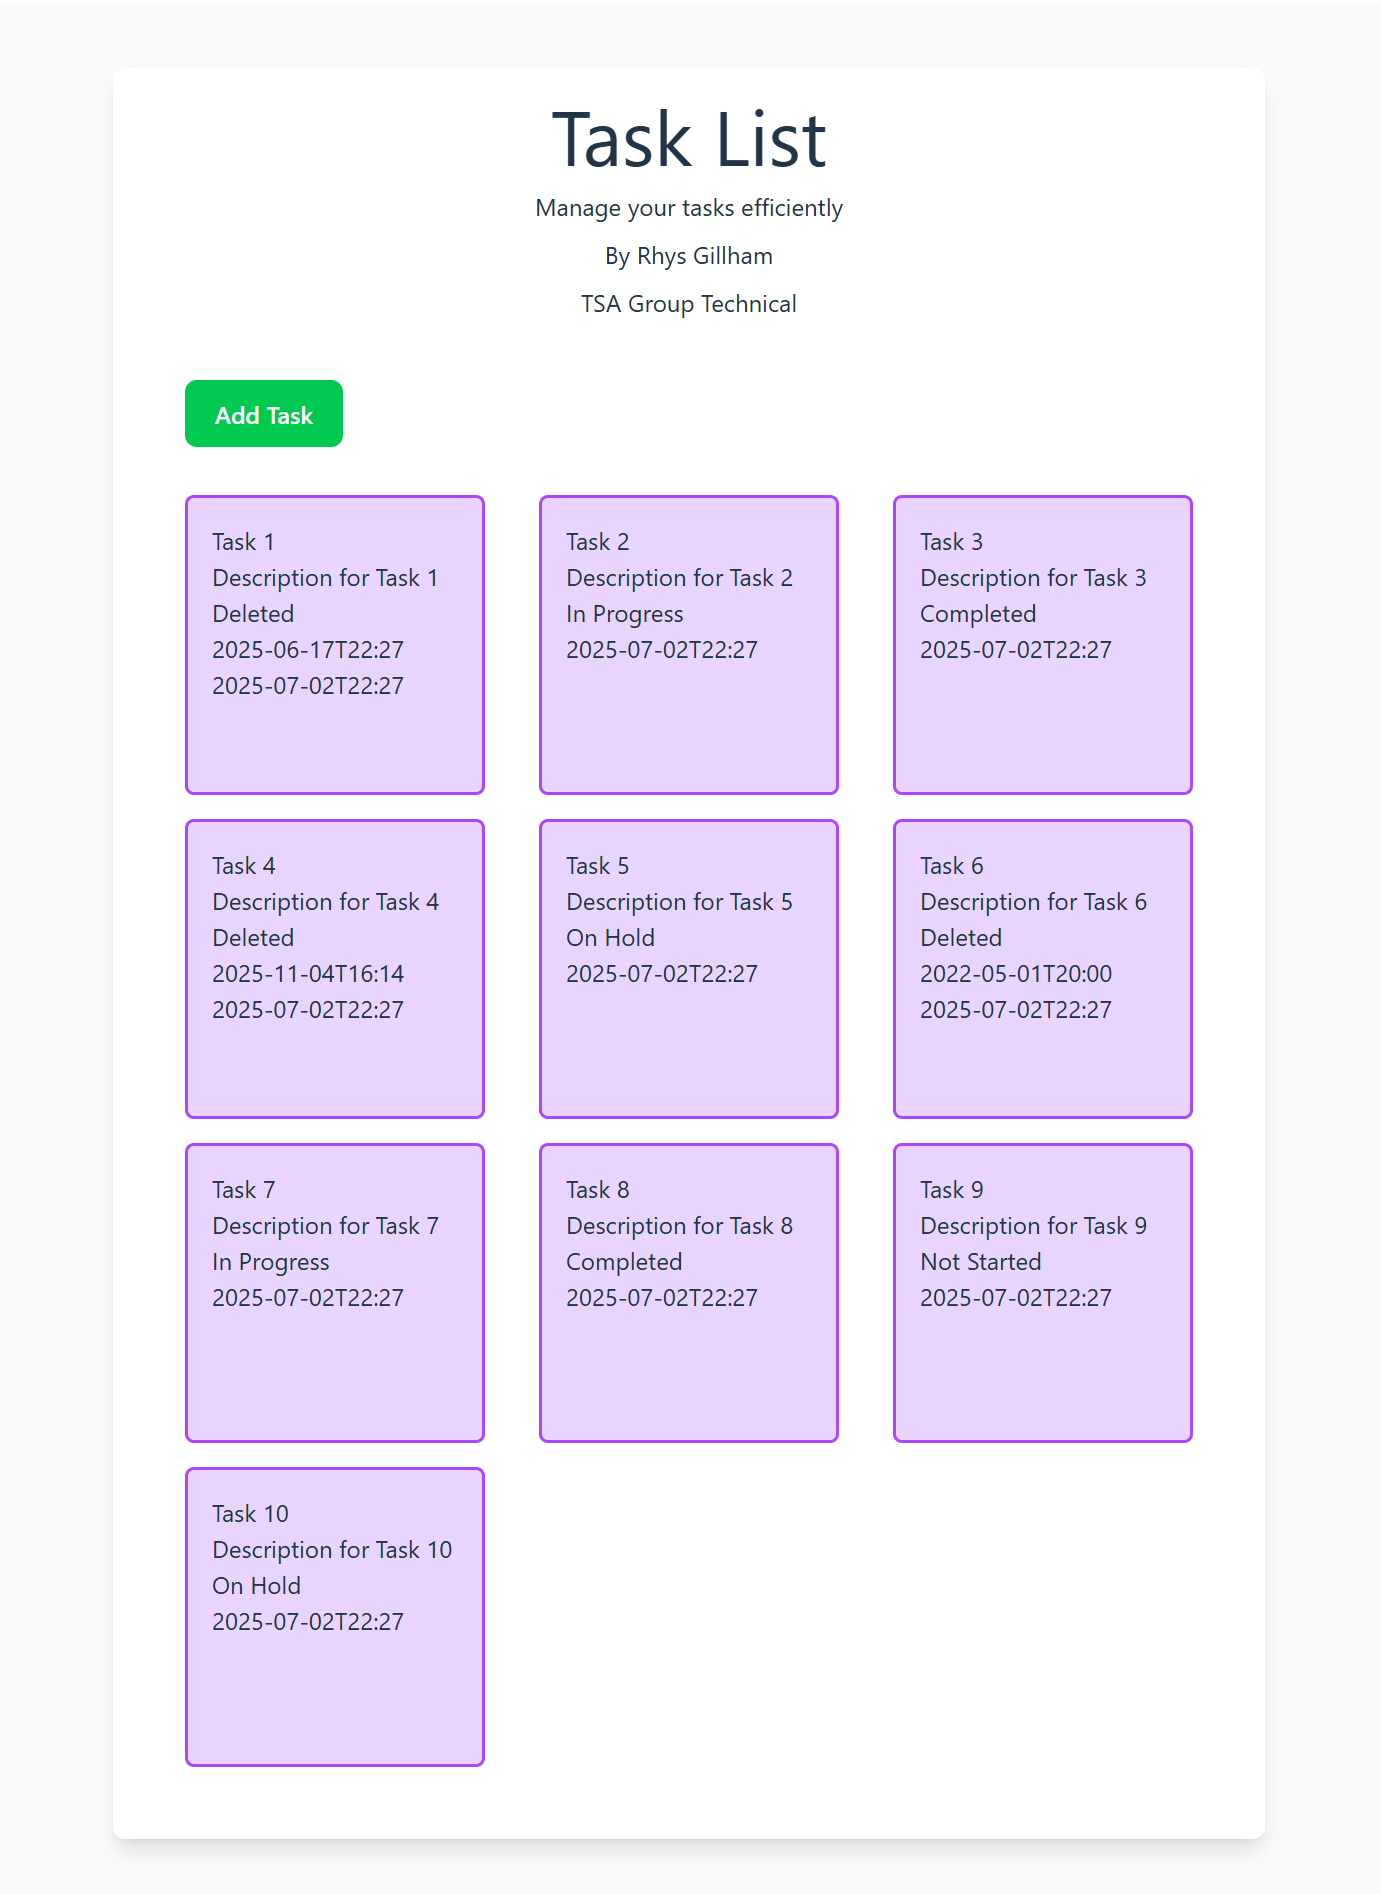 Task List
Manage your tasks efficiently
By Rhys Gillham
TSA Group Technical
Add Task
Task 1
Description for Task 1
Deleted
2025-06-17T22:27
2025-07-02T22:27
Task 2
Description for Task 2
In Progress
2025-07-02T22:27
Task 3
Description for Task 3
Completed
2025-07-02T22:27
Task 4
Description for Task 4
Deleted
2025-11-04T16:14
2025-07-02T22:27
Task 5
Description for Task 5
On Hold
2025-07-02T22:27
Task 6
Description for Task 6
Deleted
2022-05-01T20:00
2025-07-02T22:27
Task 7
Description for Task 7
In Progress
2025-07-02T22:27
Task 8
Description for Task 8
Completed
2025-07-02T22:27
Task 9
Description for Task 9
Not Started
2025-07-02T22:27
Task 10
Description for Task 10
On Hold
2025-07-02T22:27